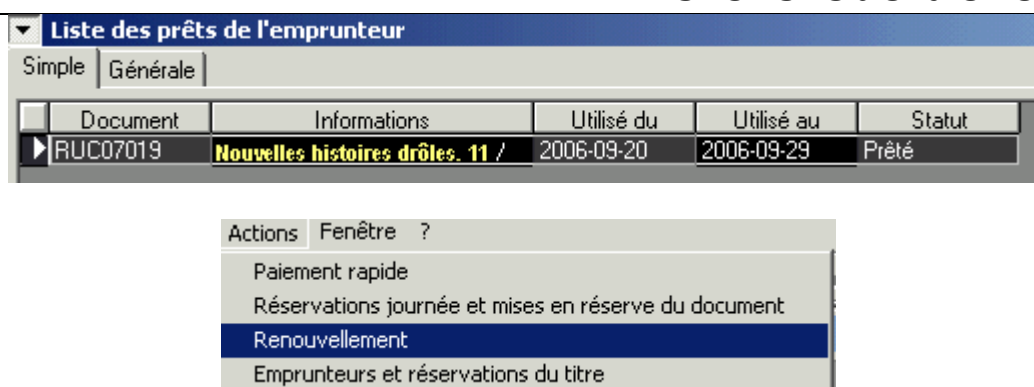 Liste des prêts de l'emprunteur
Simple Générale
Document Informations Utilisé du Utilisé au Statut
RUC07019 Nouvelles histoires drôles. 11 / 2006-09-20 2006-09-29 Prêté
Actions Fenêtre ?
Paiement rapide
Réservations journée et mises en réserve du document
Renouvellement
Emprunteurs et réservations du titre